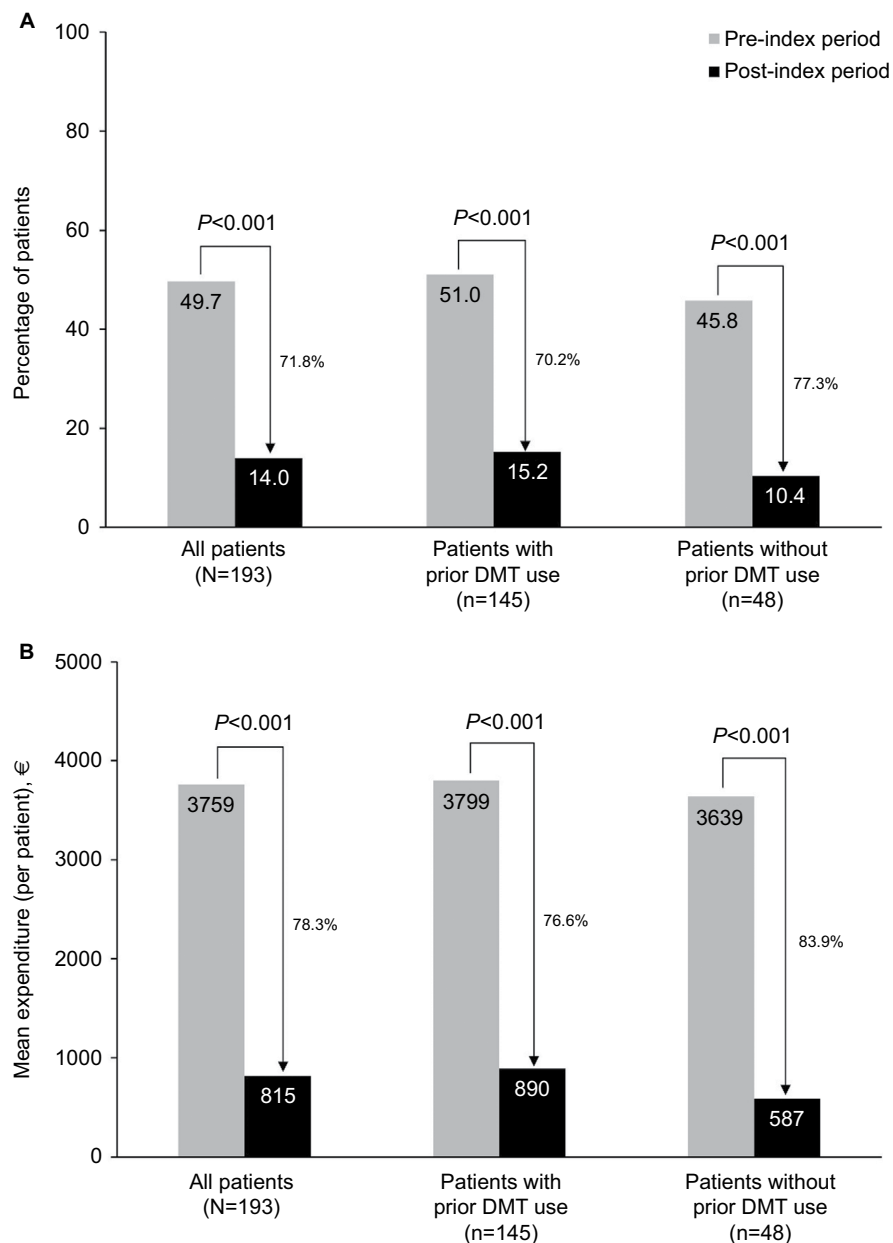 A
Pre-index period
Post-index period
Percentage of patients
100
80
60
40
20
0
P<0.001
49.7
71.8%
14.0
P<0.001
51.0
70.2%
15.2
P<0.001
45.8
77.3%
10.4
All patients
(N=193)
Patients with
prior DMT use
(n=145)
Patients without
prior DMT use
(n=48)
B
Mean expenditure (per patient), €
5000
4000
3000
2000
1000
0
P<0.001
3759
78.3%
815
P<0.001
3799
76.6%
890
P<0.001
3639
83.9%
587
All patients
(N=193)
Patients with
prior DMT use
(n=145)
Patients without
prior DMT use
(n=48)